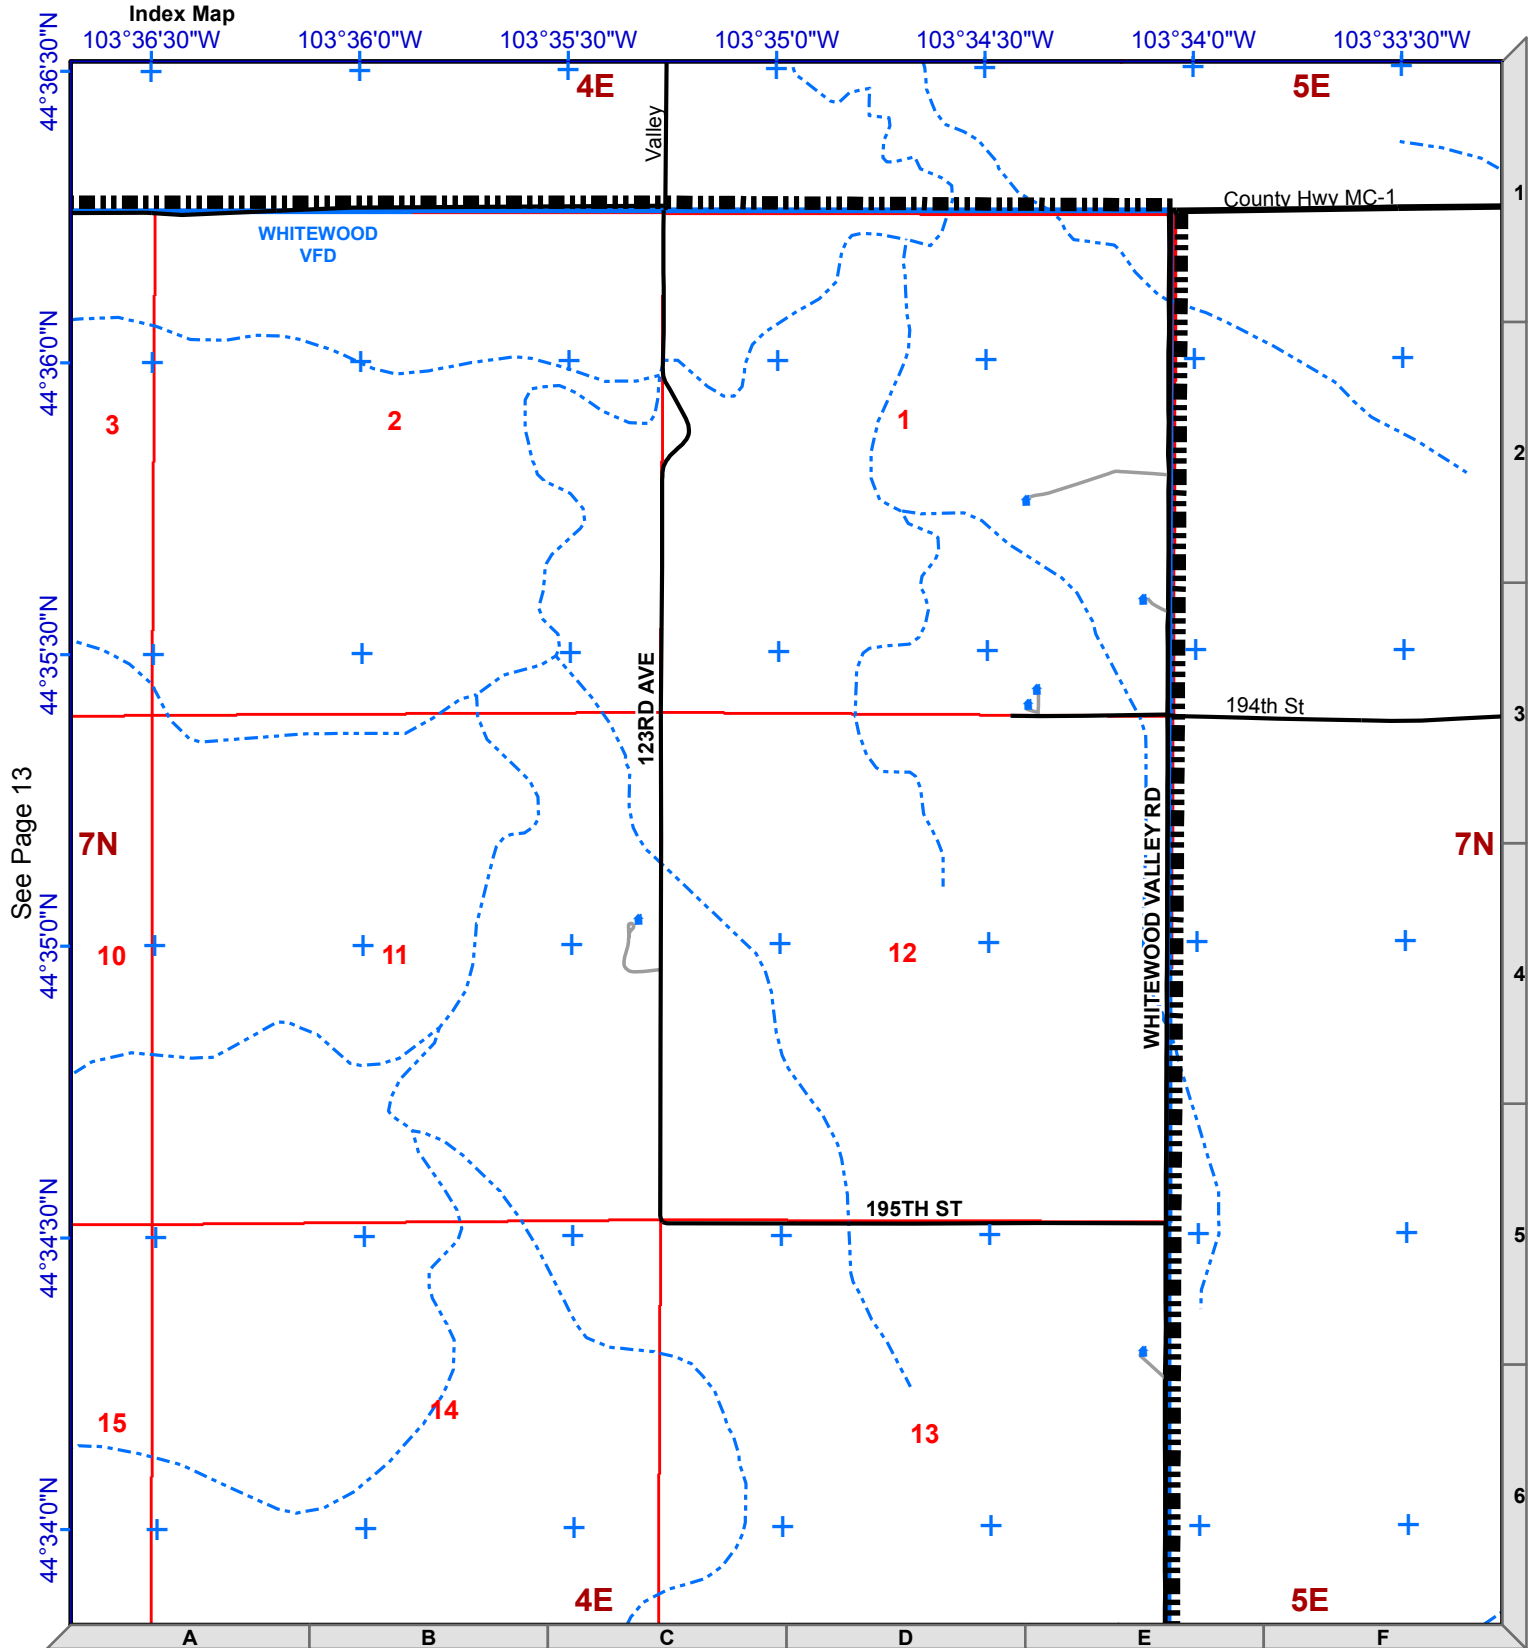 Index Map
103°36'30"W 103°36'0"W 103°35'30"W 103°35'0"W 103°34'30"W 103°34'0"W 103°33'30"W
44°36'30"N
4E
5E
Valley
1
County Hwy MC-1
WHITEWOOD
VFD
44°36'0"N
3
2
1
2
44°35'30"N
123RD AVE
194th St
3
See Page 13
7N
WHITEWOOD VALLEY RD
7N
44°35'0"N
10
11
12
4
195TH ST
44°34'30"N
5
15
14
13
44°34'0"N
6
4E
5E
A B C D E F